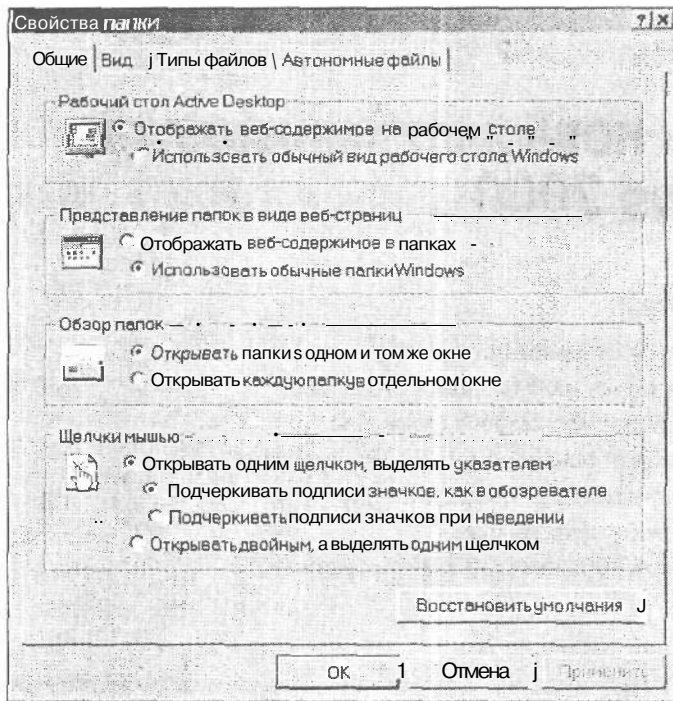 Свойства папки
Общие Вид j Типы файлов \ Автономные файлы
Рабочий стол Active Desktop
Отображать веб-содержимое на рабочем столе
Использовать обычный вид рабочего стола Windows
Представление папок в виде веб-страниц
Отображать веб-содержимое в папках
Использовать обычные папки Windows
Обзор папок
Открывать папки s одном и том же окне
Открывать каждую папку в отдельном окне
Щелчки мышью
Открывать одним щелчком, выделять указателем
Подчеркивать подписи значков, как в обозревателе
Подчеркивать подписи значков при наведении
Открывать двойным, а выделять одним щелчком
Восстановить умолчания J
ОК 1 Отмена j Применить